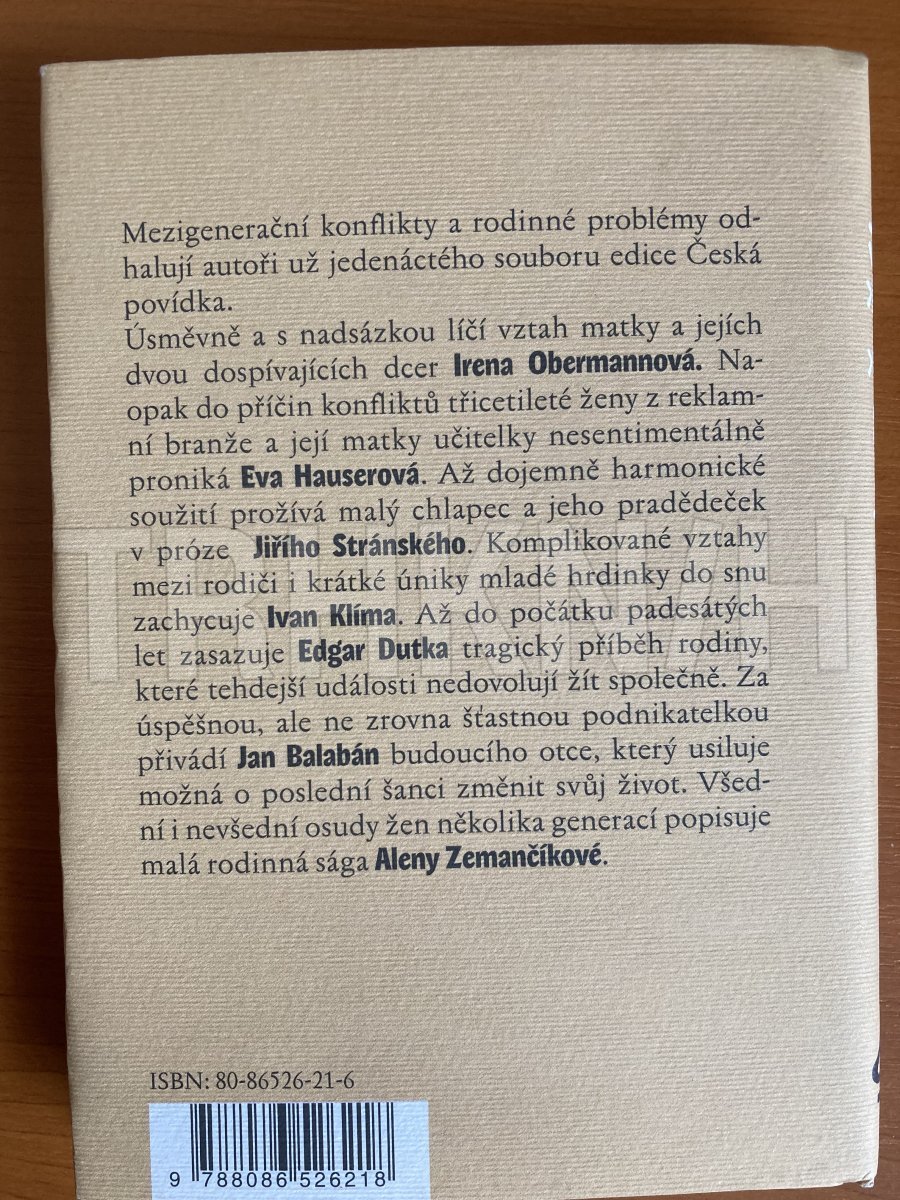 Mezigenerační konflikty a rodinné problémy od-
halují autoři už jedenáctého souboru edice Česká
povídka.
Úsměvně a s nadsázkou líčí vztah matky a jejích
dvou dospívajících dcer Irena Obermannová. Na-
opak do příčin konfliktů třicetileté ženy z reklam-
ní branže a její matky učitelky nesentimentálně
proniká Eva Hauserová. Až dojemně harmonické
soužití prožívá malý chlapec a jeho pradědeček
v próze Jiřího Stránského. Komplikované vztahy
mezi rodiči i krátké úniky mladé hrdinky do snu
zachycuje Ivan Klíma. Až do počátku padesátých
let zasazuje Edgar Dutka tragický příběh rodiny,
které tehdejší události nedovolují žít společně. Za
úspěšnou, ale ne zrovna šťastnou podnikatelkou
přivádí Jan Balabán budoucího otce, který usiluje
možná o poslední šanci změnit svůj život. Všed-
ní i nevšední osudy žen několika generací popisuje
malá rodinná sága Aleny Zemančíkové.
ISBN: 80-86526-21-6
9 788086 526218